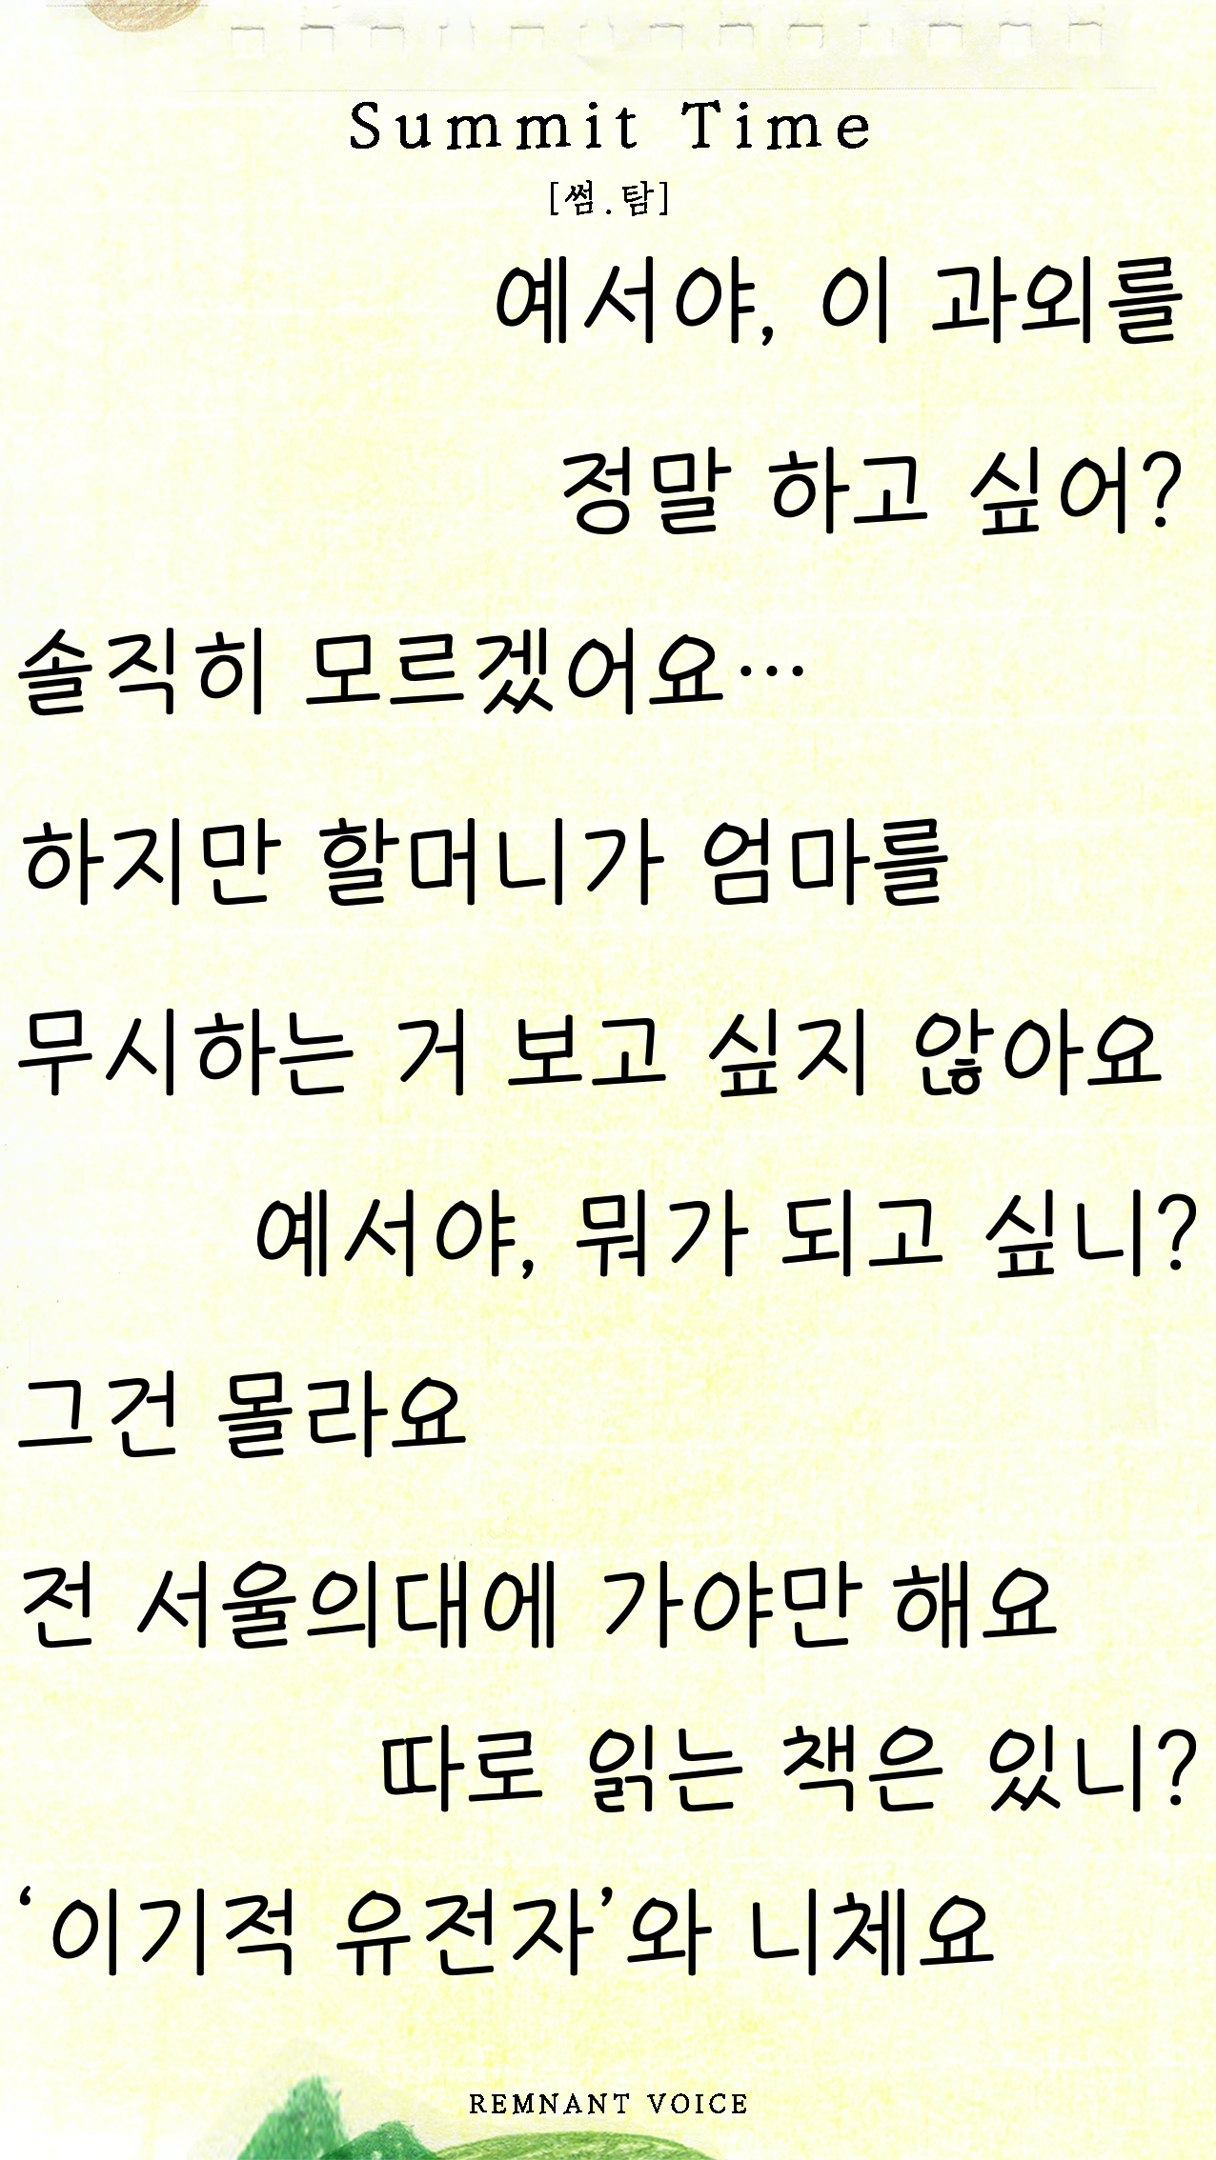 Summit Time
[썸.탐]
예서야, 이 과외를
정말 하고 싶어?
솔직히 모르겠어요…
하지만 할머니가 엄마를
무시하는 거 보고 싶지 않아요
예서야, 뭐가 되고 싶니?
그건 몰라요
전 서울의대에 가야만 해요
따로 읽는 책은 있니?
‘이기적 유전자’와 니체요
REMNANT VOICE